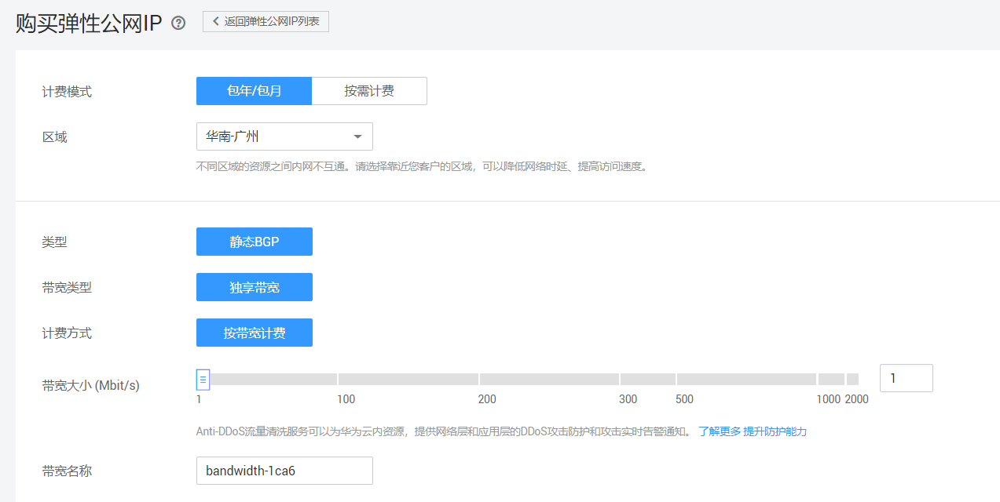 购买弹性公网IP ? 返回弹性公网IP列表
计费模式 包年/包月 按需计费
区域 华南-广州
不同区域的资源之间内网不互通。请选择靠近您客户的区域，可以降低网络时延、提高访问速度。
类型 静态BGP
带宽类型 独享带宽
计费方式 按带宽计费
带宽大小 (Mbit/s) 1
1 100 200 300 500 1000 2000
Anti-DDoS流量清洗服务可以为华为云内资源，提供网络层和应用层的DDoS攻击防护和攻击实时告警通知。 了解更多 提升防护能力
带宽名称 bandwidth-1ca6